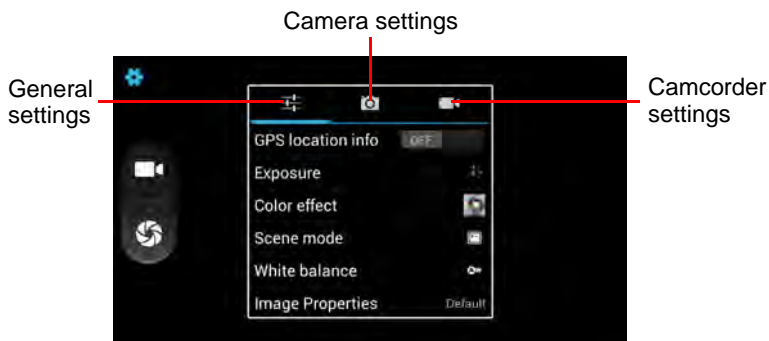 Camera settings
General
settings
Camcorder
settings
GPS location info OFF
Exposure
Color effect
Scene mode
White balance
Image Properties Default